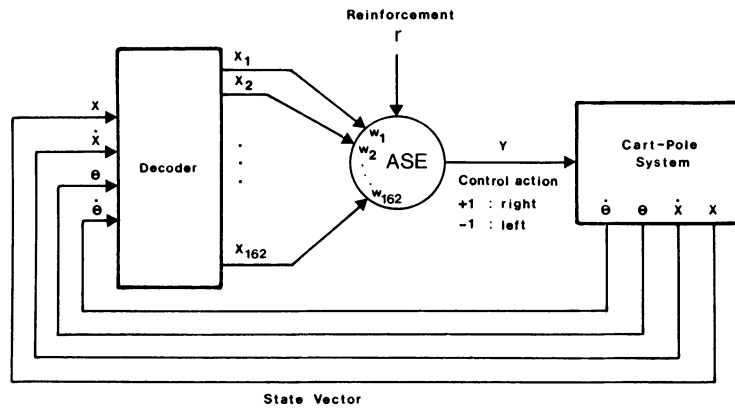 Reinforcement
r
X1
X2
X
Ẋ
θ
θ̇
Decoder
.
.
.
X162
w1
w2
.
.
.
w162
ASE
Y
Control action
+1 : right
-1 : left
Cart-Pole
System
θ̇ θ Ẋ X
State Vector